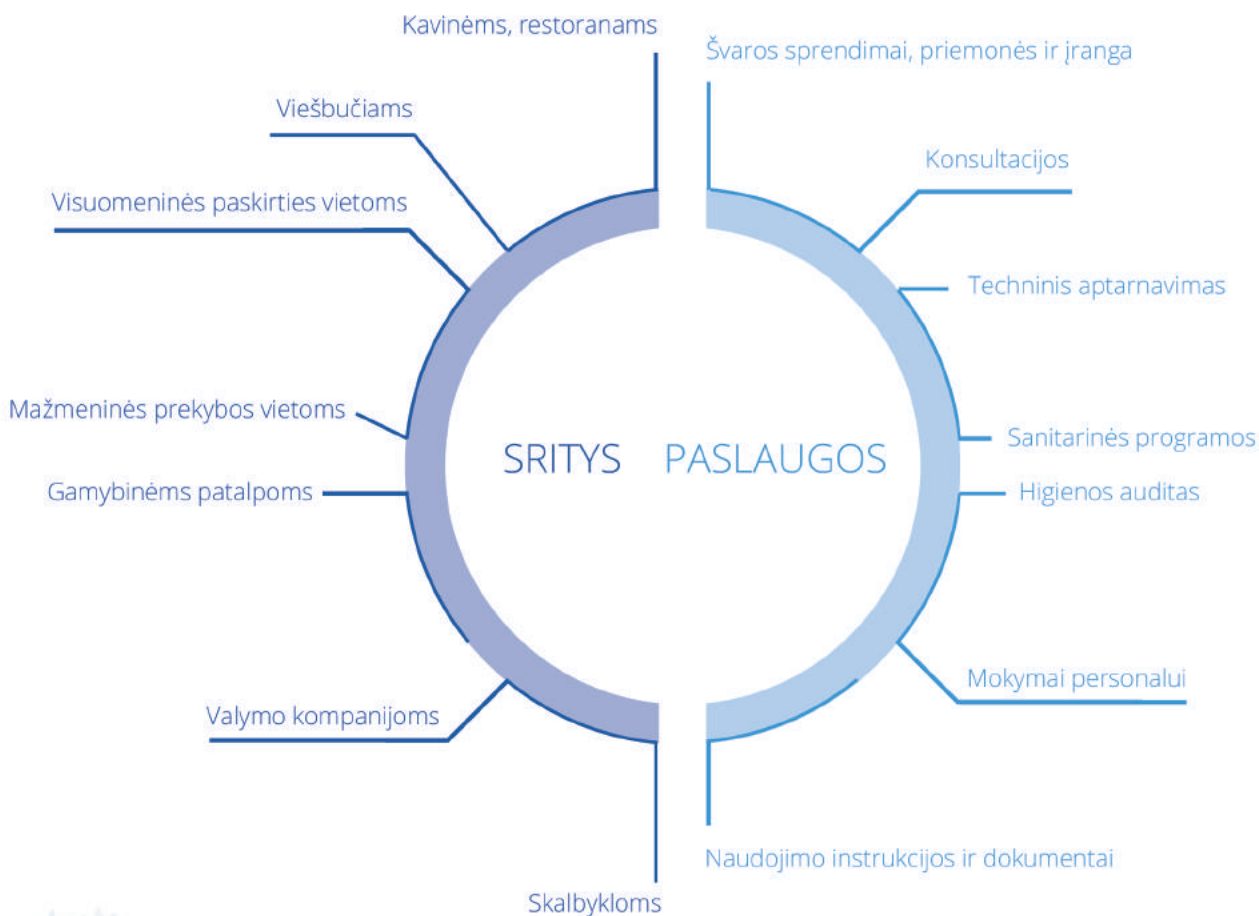 Kavinėms, restoranams
Viešbučiams
Visuomeninės paskirties vietoms
Mažmeninės prekybos vietoms
Gamybinėms patalpoms
Valymo kompanijoms
Skalbykloms
SRITYS
PASLAUGOS
Švaros sprendimai, priemonės ir įranga
Konsultacijos
Techninis aptarnavimas
Sanitarinės programos
Higienos auditas
Mokymai personalui
Naudojimo instrukcijos ir dokumentai